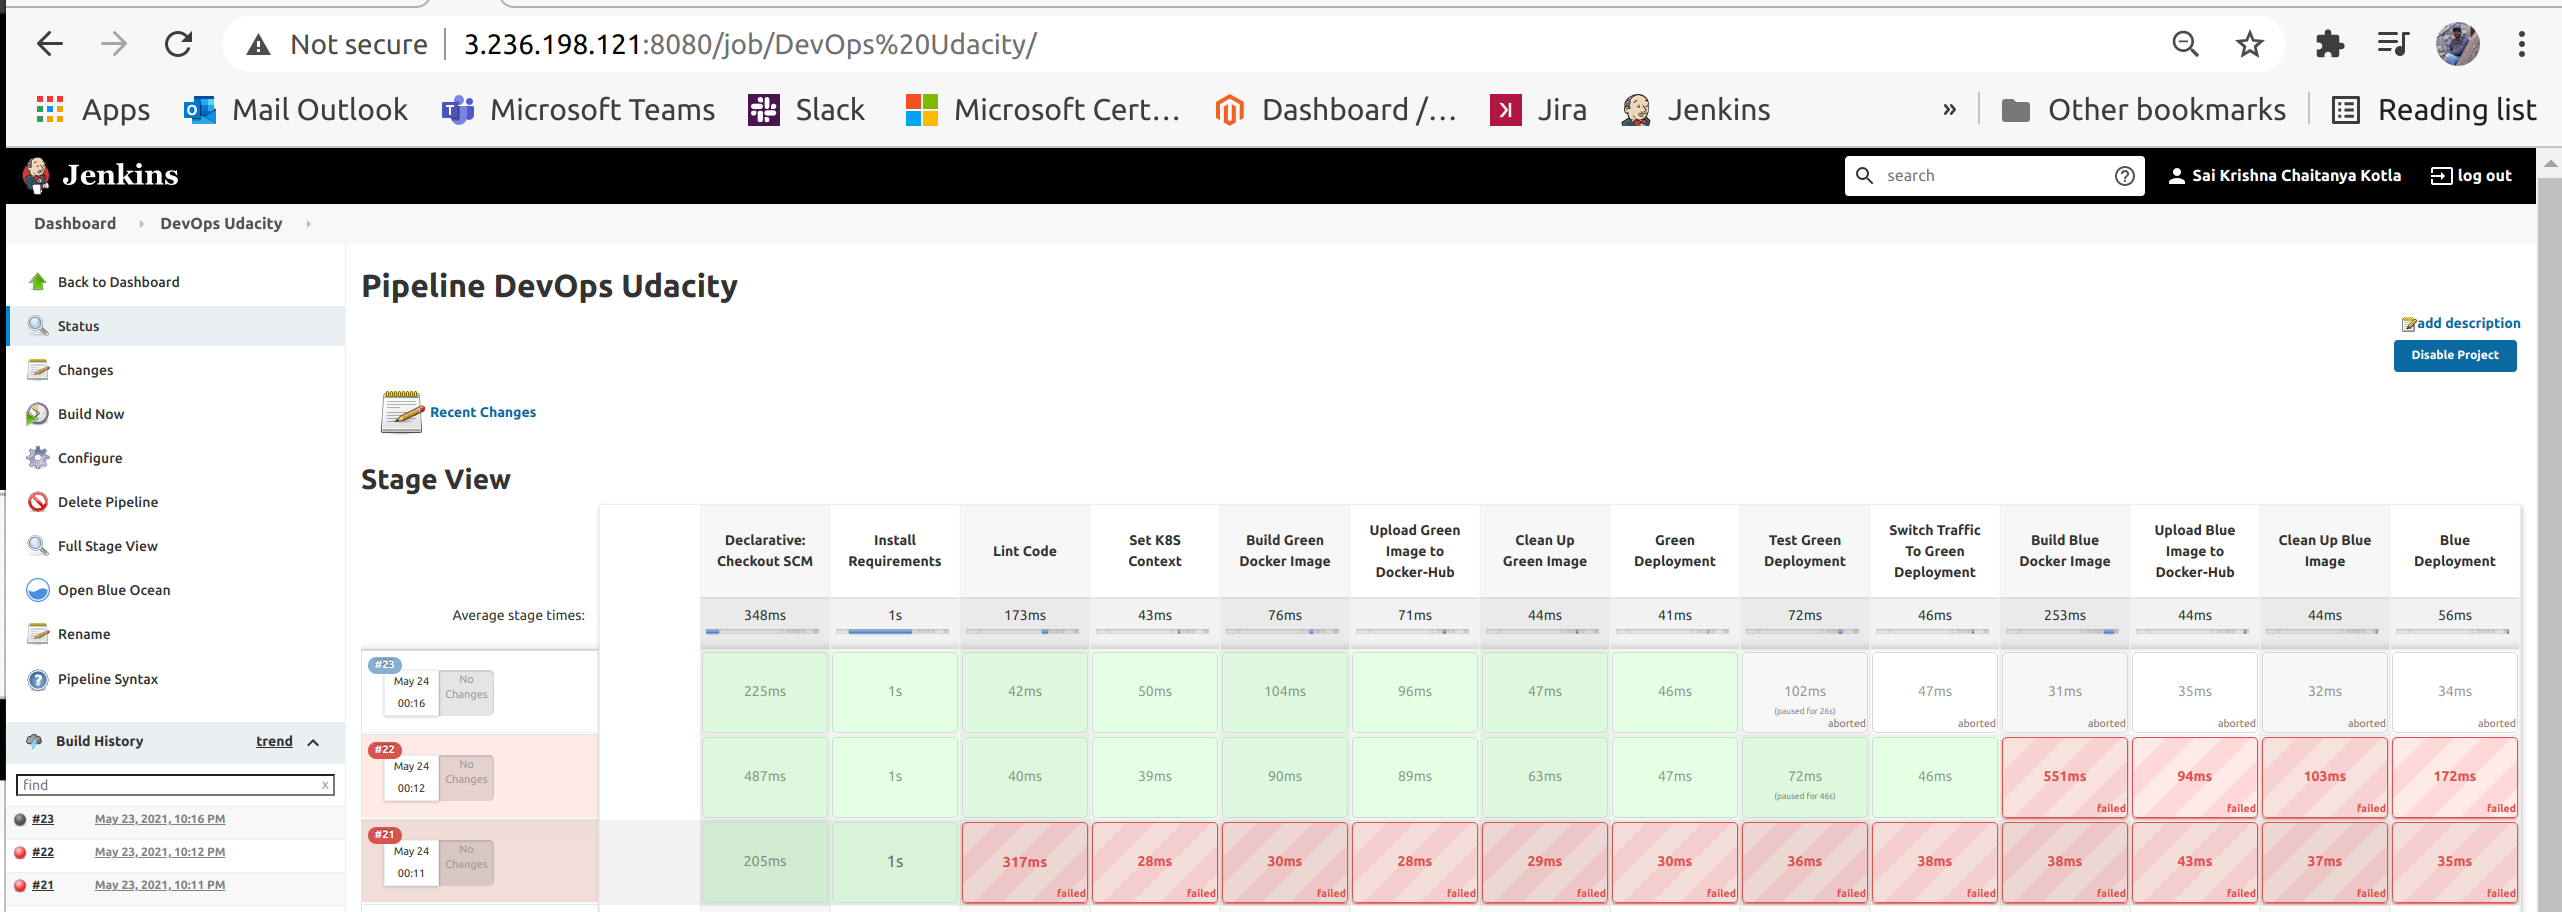 Not secure | 3.236.198.121:8080/job/DevOps%20Udacity/
Apps Mail Outlook Microsoft Teams Slack Microsoft Cert... Dashboard /... Jira Jenkins » Other bookmarks Reading list
Jenkins search Sai Krishna Chaitanya Kotla log out
Dashboard DevOps Udacity
Back to Dashboard
Status
Changes
Build Now
Configure
Delete Pipeline
Full Stage View
Open Blue Ocean
Rename
Pipeline Syntax
Build History trend
find x
#23 May 23, 2021, 10:16 PM
#22 May 23, 2021, 10:12 PM
#21 May 23, 2021, 10:11 PM
Pipeline DevOps Udacity
add description
Disable Project
Recent Changes
Stage View
Declarative: Checkout SCM
Install Requirements
Lint Code
Set K8S Context
Build Green Docker Image
Upload Green Image to Docker-Hub
Clean Up Green Image
Green Deployment
Test Green Deployment
Switch Traffic To Green Deployment
Build Blue Docker Image
Upload Blue Image to Docker-Hub
Clean Up Blue Image
Blue Deployment
Average stage times: 348ms 1s 173ms 43ms 76ms 71ms 44ms 41ms 72ms 46ms 253ms 44ms 44ms 56ms
#23
May 24 No Changes
00:16
225ms 1s 42ms 50ms 104ms 96ms 47ms 46ms 102ms 47ms 31ms 35ms 32ms 34ms
(paused for 26s)
aborted aborted aborted aborted aborted aborted
#22
May 24 No Changes
00:12
487ms 1s 40ms 39ms 90ms 89ms 63ms 47ms 72ms 46ms 551ms 94ms 103ms 172ms
(paused for 46s)
failed failed failed failed
#21
May 24 No Changes
00:11
205ms 1s 317ms 28ms 30ms 28ms 29ms 30ms 36ms 38ms 38ms 43ms 37ms 35ms
failed failed failed failed failed failed failed failed failed failed failed failed